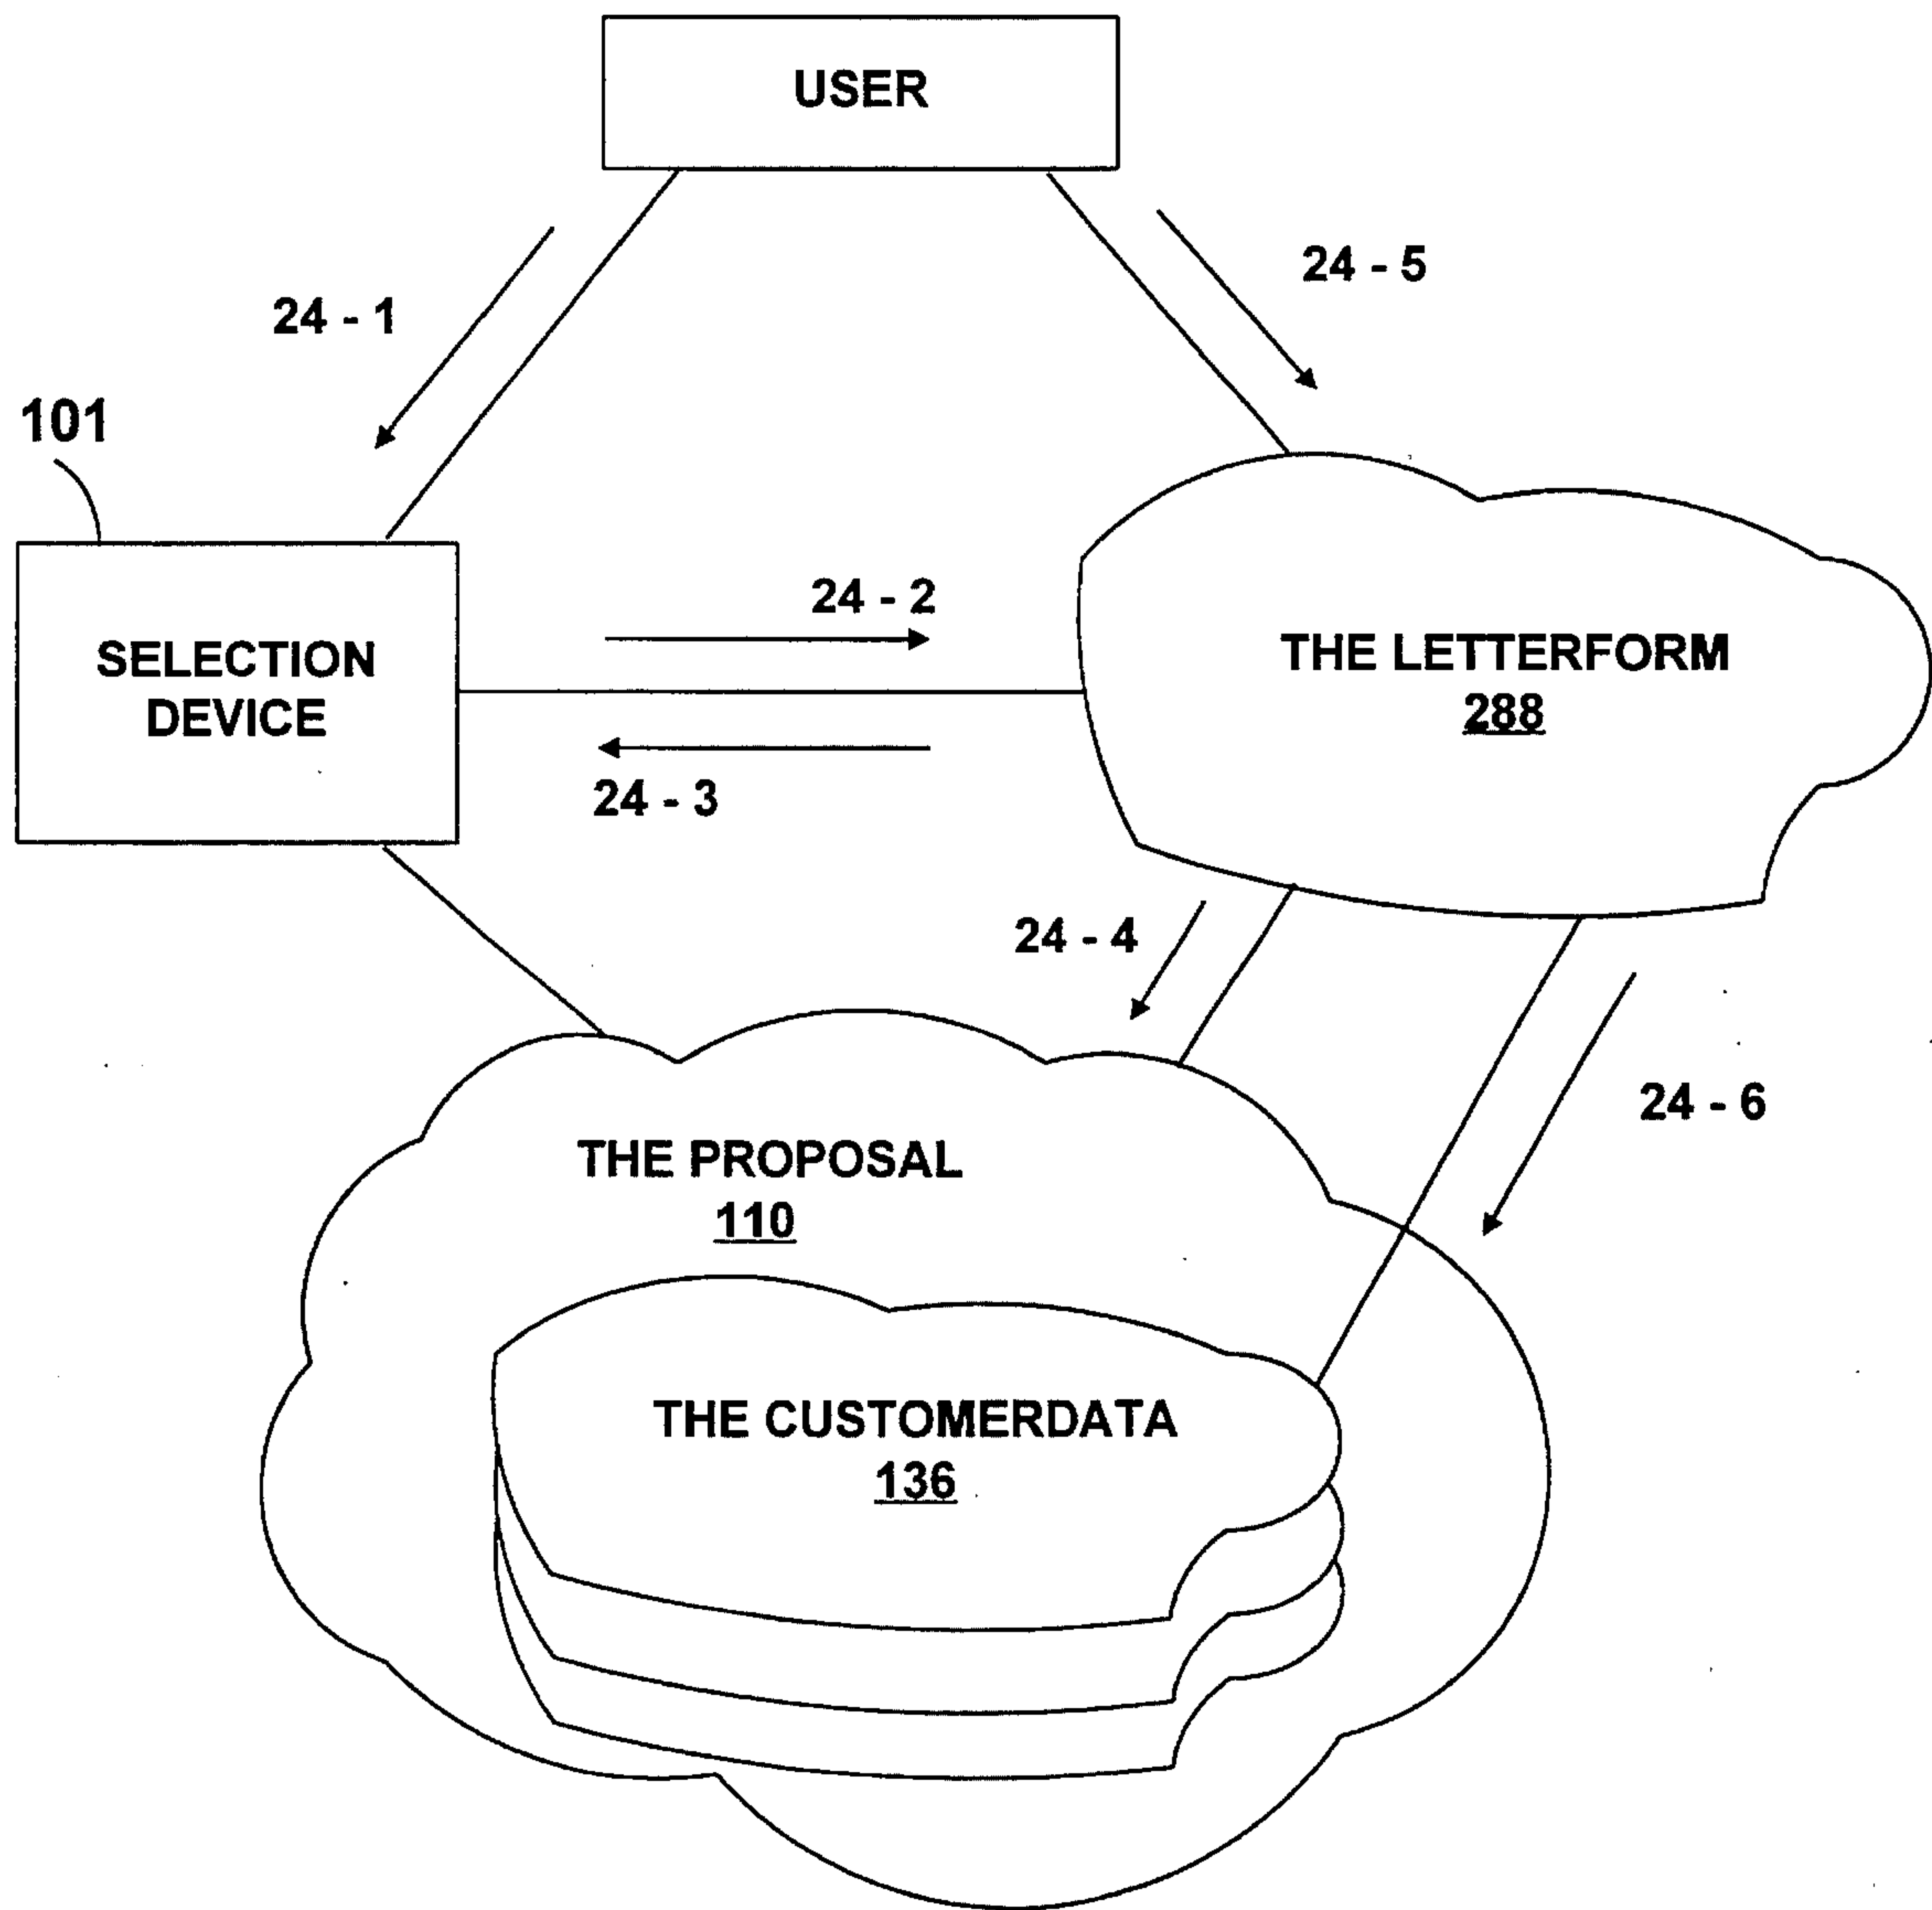 USER
24 - 5
24 - 1
101
24 - 2
SELECTION
DEVICE
THE LETTERFORM
288
24 - 3
24 - 4
24 - 6
THE PROPOSAL
110
THE CUSTOMERDATA
136